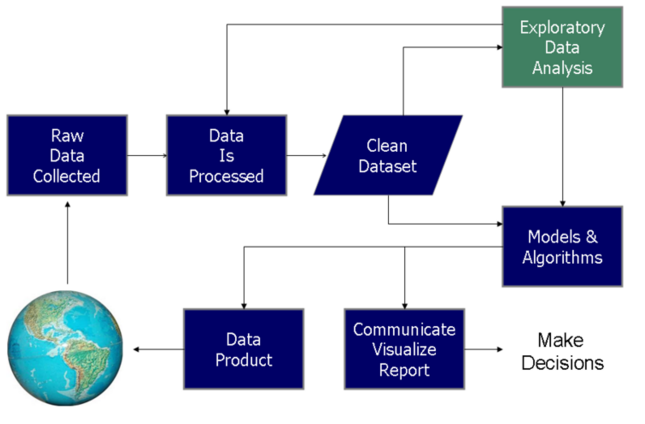 Exploratory
Data
Analysis
Raw
Data
Collected
Data
Is
Processed
Clean
Dataset
Models &
Algorithms
Data
Product
Communicate
Visualize
Report
Make
Decisions